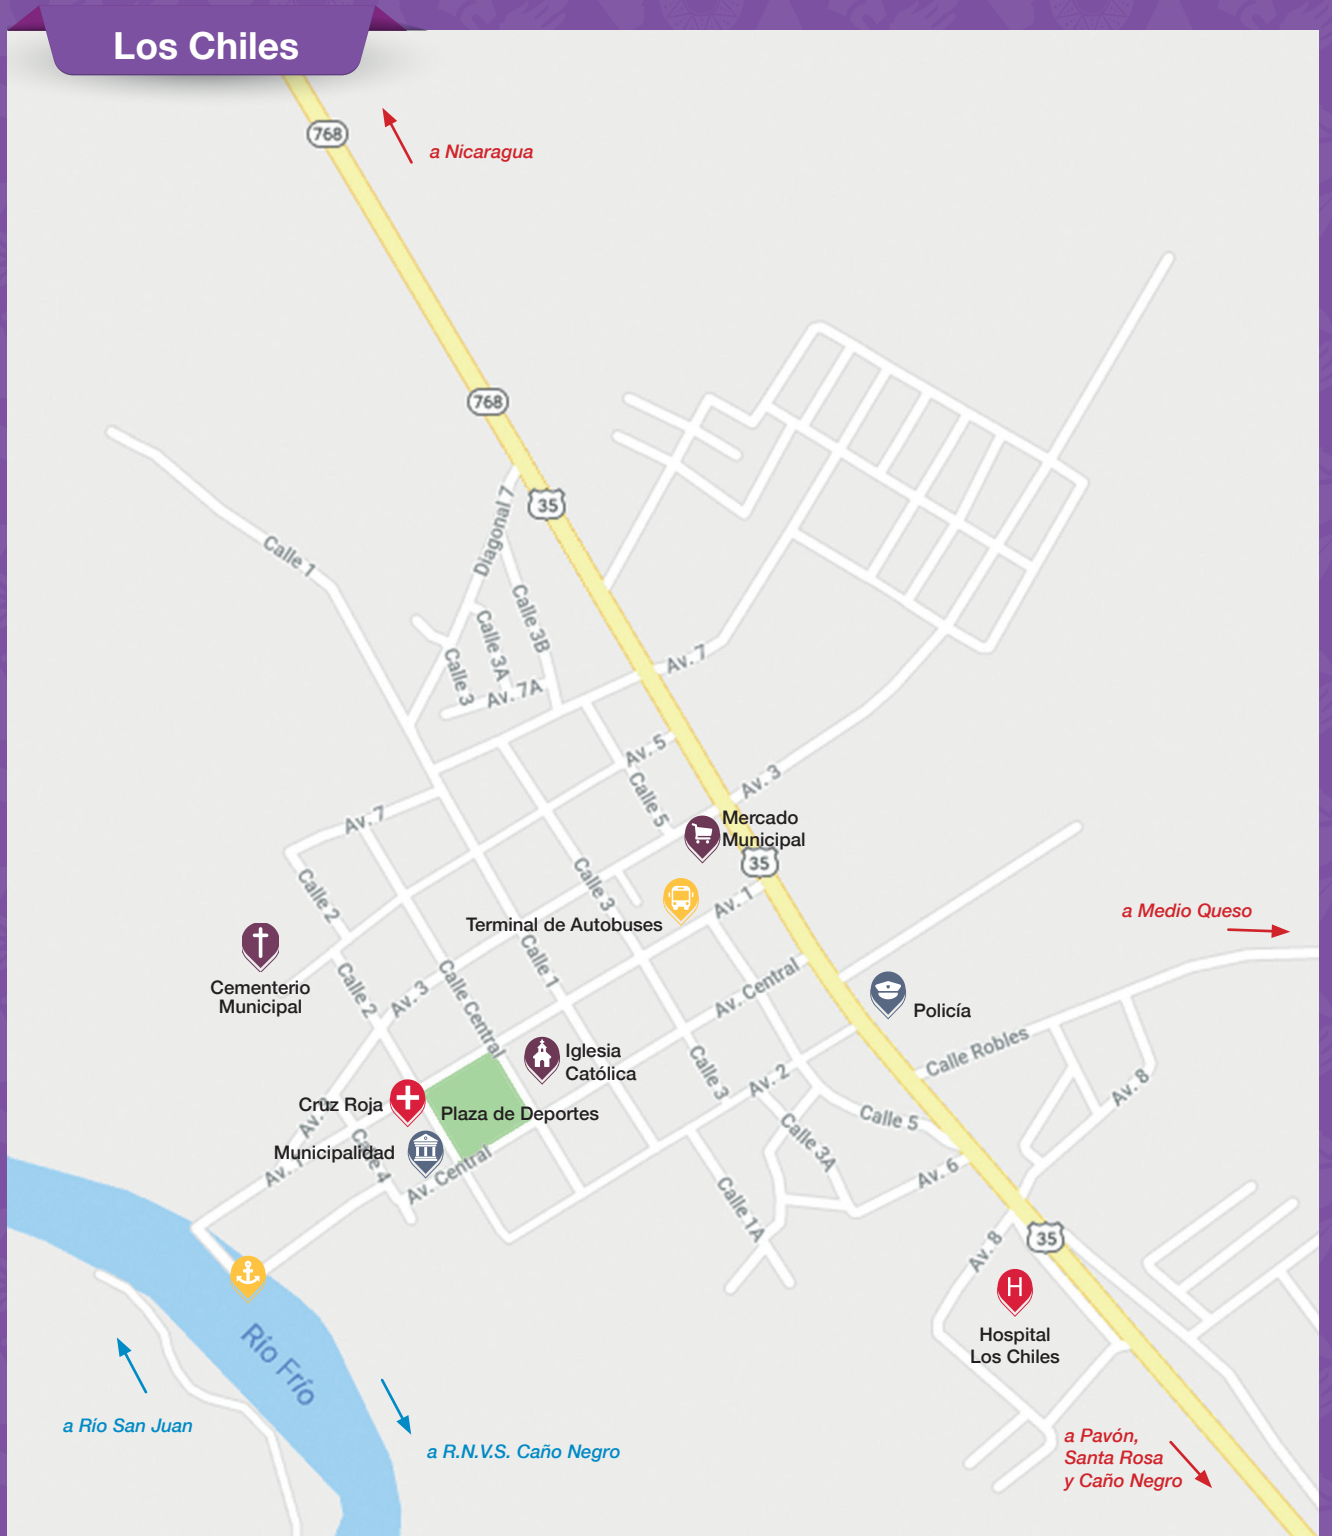 Los Chiles
768
a Nicaragua
768
35
Calle 1
Diagonal 7
Calle 3B
Calle 3A
Calle 3
Av. 7A
Av. 7
Av. 5
Calle 5
Av. 3
Mercado
Municipal
35
Av. 7
Calle 2
Calle 3
Av. 1
Terminal de Autobuses
a Medio Queso
Cementerio
Municipal
Calle 2
Av. 3
Calle Central
Calle 1
Av. Central
Policía
Calle Robles
Iglesia
Católica
Calle 3
Av. 2
Av. 8
Cruz Roja
Plaza de Deportes
Calle 5
Municipalidad
Calle 4
Av. 1
Av. Central
Calle 3A
Av. 6
Calle 1A
Av. 8
35
H
Hospital
Los Chiles
Río Frío
a Río San Juan
a R.N.V.S. Caño Negro
a Pavón,
Santa Rosa
y Caño Negro